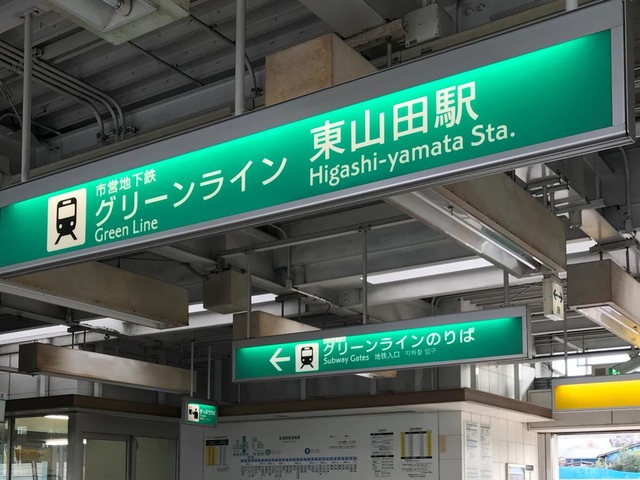 市営地下鉄
グリーンライン
Green Line
東山田駅
Higashi-yamata Sta.
グリーンラインのりば
Subway Gates 地铁入口 지하철 입구